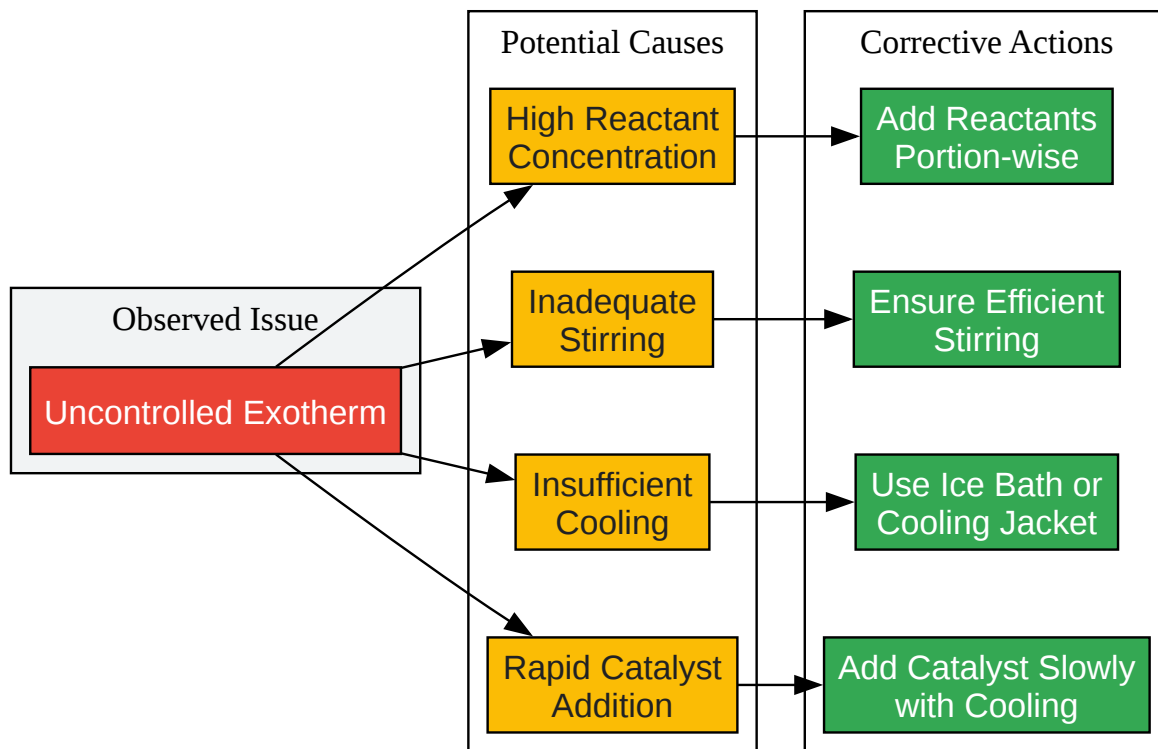 Observed Issue
Uncontrolled Exotherm
Potential Causes
High Reactant
Concentration
Inadequate
Stirring
Insufficient
Cooling
Rapid Catalyst
Addition
Corrective Actions
Add Reactants
Portion-wise
Ensure Efficient
Stirring
Use Ice Bath or
Cooling Jacket
Add Catalyst Slowly
with Cooling